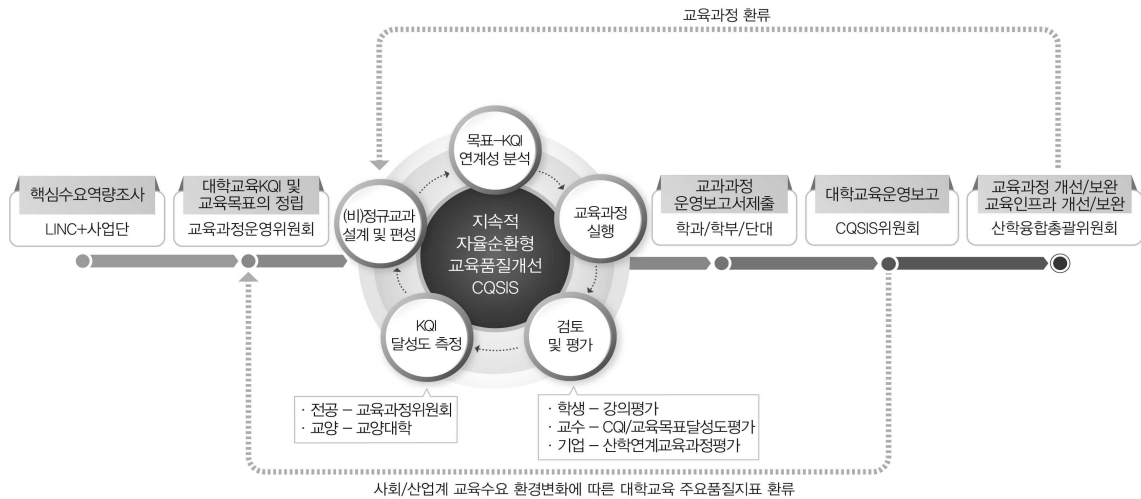 교육과정 환류
핵심수요역량조사
LINC+사업단
대학교육KQI 및
교육목표의 정립
교육과정운영위원회
(비)정규교과
설계 및 편성
목표-KQI
연계성 분석
교육과정
실행
검토
및 평가
KQI
달성도 측정
지속적
자율순환형
교육품질개선
CQSIS
교과과정
운영보고서제출
학과/학부/단대
대학교육운영보고
CQSIS위원회
교육과정 개선/보완
교육인프라 개선/보완
산학융합총괄위원회
· 전공 – 교육과정위원회
· 교양 – 교양대학
· 학생 – 강의평가
· 교수 – CQI/교육목표달성도평가
· 기업 – 산학연계교육과정평가
사회/산업계 교육수요 환경변화에 따른 대학교육 주요품질지표 환류